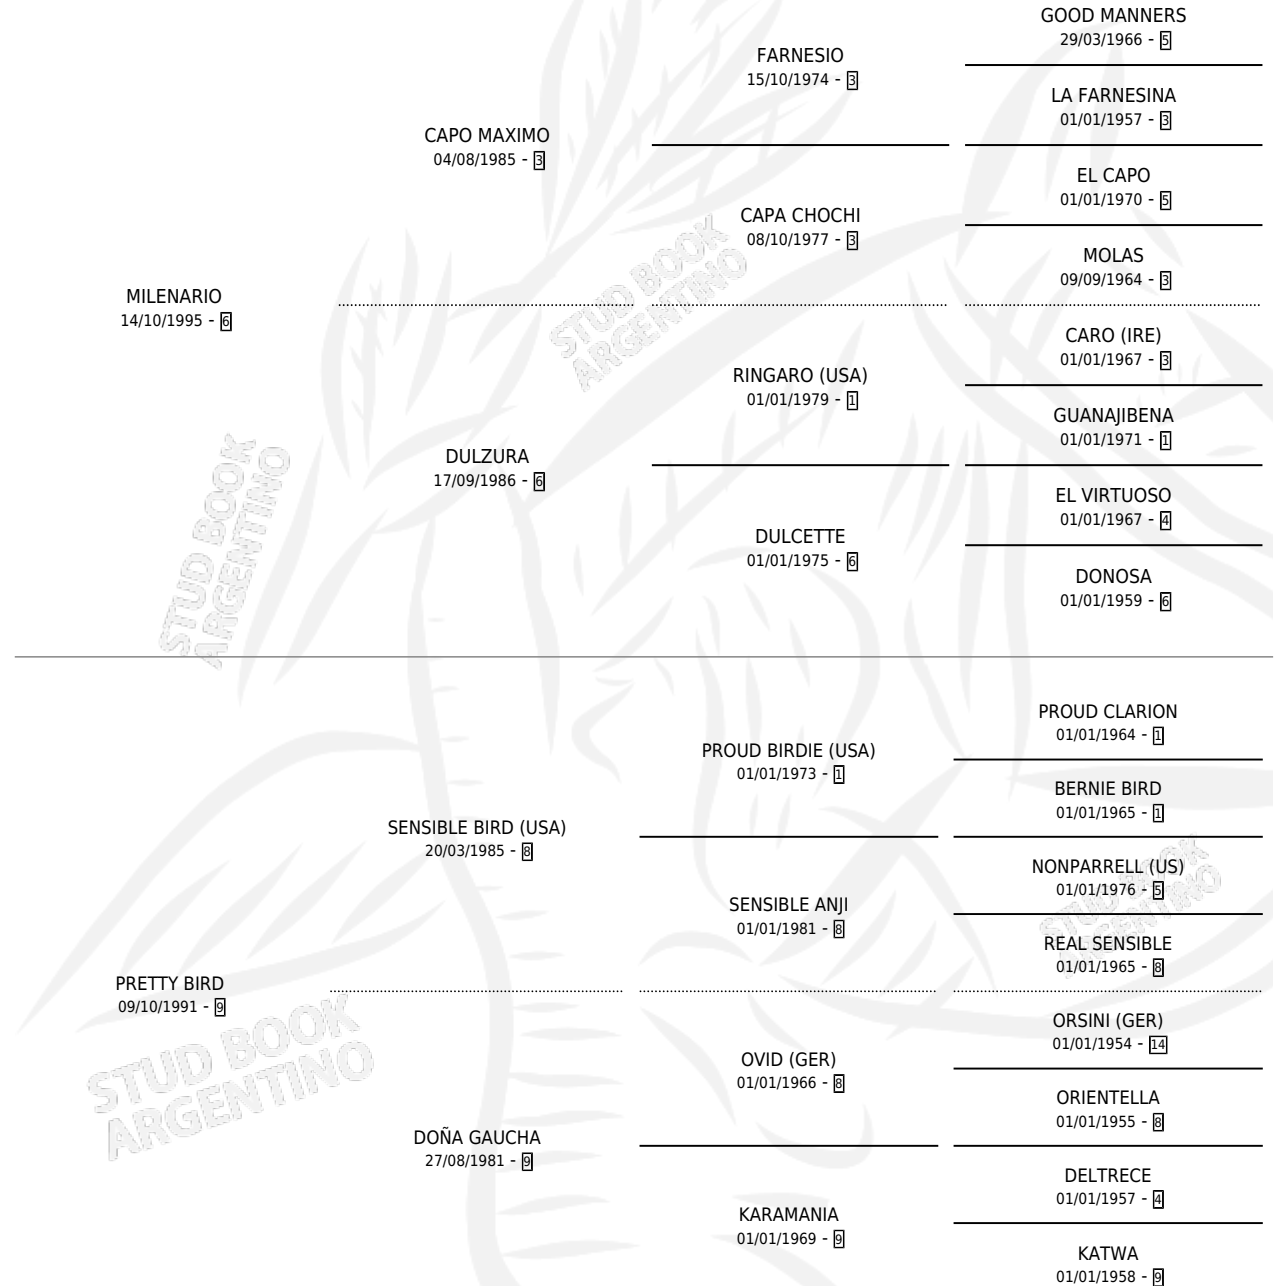 GOOD MANNERS
29/03/1966 - 5
FARNESIO
15/10/1974 - 3
LA FARNESINA
01/01/1957 - 3
CAPO MAXIMO
04/08/1985 - 3
EL CAPO
01/01/1970 - 5
CAPA CHOCHI
08/10/1977 - 3
MOLAS
09/09/1964 - 3
MILENARIO
14/10/1995 - 6
CARO (IRE)
01/01/1967 - 3
RINGARO (USA)
01/01/1979 - 1
GUANAJIBENA
01/01/1971 - 1
DULZURA
17/09/1986 - 6
EL VIRTUOSO
01/01/1967 - 4
DULCETTE
01/01/1975 - 6
DONOSA
01/01/1959 - 6
PROUD CLARION
01/01/1964 - 1
PROUD BIRDIE (USA)
01/01/1973 - 1
BERNIE BIRD
01/01/1965 - 1
SENSIBLE BIRD (USA)
20/03/1985 - 8
NONPARRELL (US)
01/01/1976 - 5
SENSIBLE ANJI
01/01/1981 - 8
REAL SENSIBLE
01/01/1965 - 8
PRETTY BIRD
09/10/1991 - 9
ORSINI (GER)
01/01/1954 - 14
OVID (GER)
01/01/1966 - 8
ORIENTELLA
01/01/1955 - 8
DOÑA GAUCHA
27/08/1981 - 9
DELTRECE
01/01/1957 - 4
KARAMANIA
01/01/1969 - 9
KATWA
01/01/1958 - 9
STUD BOOK
ARGENTINO
STUD BOOK
ARGENTINO
STUD BOOK
ARGENTINO
STUD BOOK
ARGENTINO